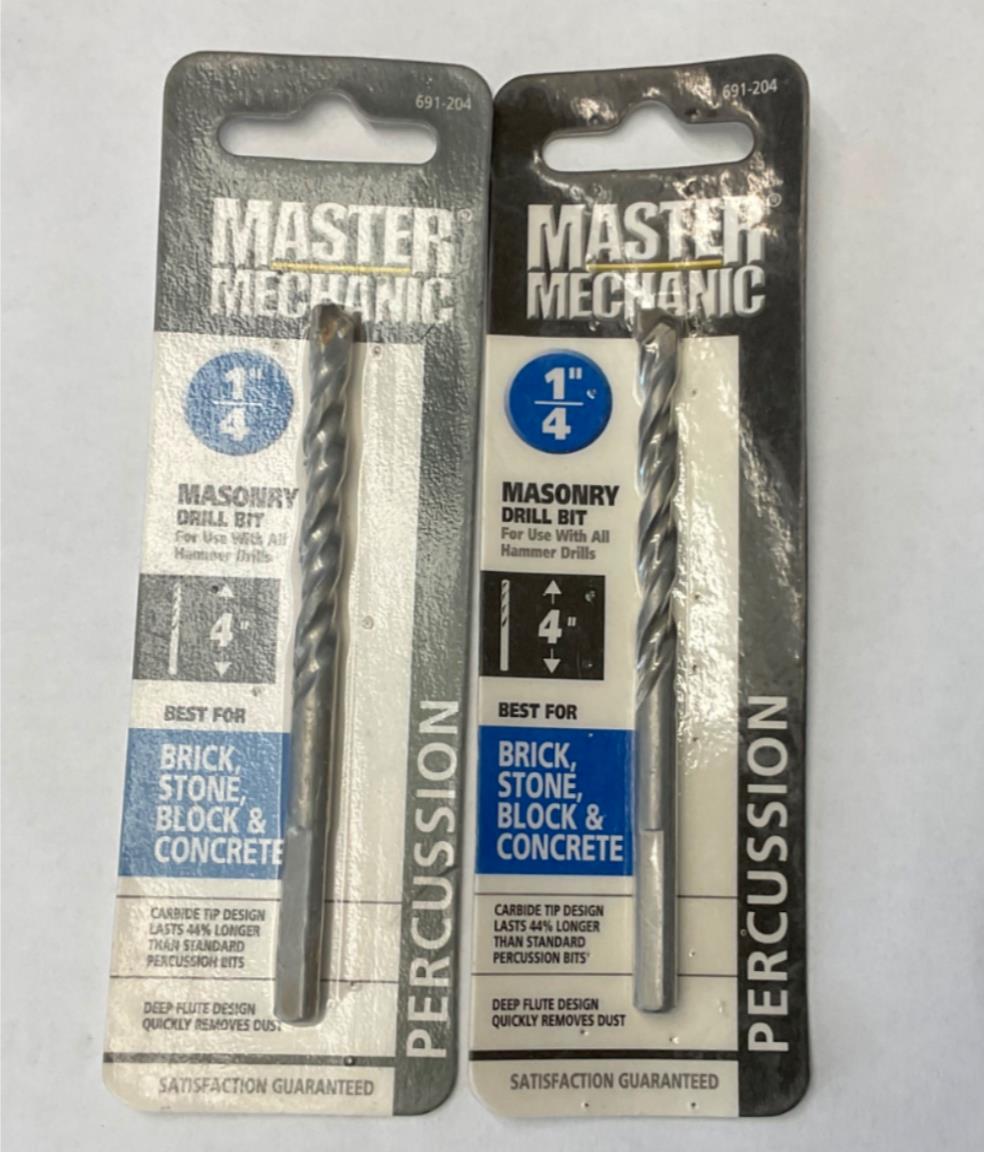 691-204
MASTER®
MECHANIC
1"
4
MASONRY
DRILL BIT
For Use With All
Hammer Drills
4"
BEST FOR
BRICK,
STONE,
BLOCK &
CONCRETE
CARBIDE TIP DESIGN
LASTS 44% LONGER
THAN STANDARD
PERCUSSION BITS
DEEP FLUTE DESIGN
QUICKLY REMOVES DUST
SATISFACTION GUARANTEED
PERCUSSION
691-204
MASTER®
MECHANIC
1"
4
MASONRY
DRILL BIT
For Use With All
Hammer Drills
4"
BEST FOR
BRICK,
STONE,
BLOCK &
CONCRETE
CARBIDE TIP DESIGN
LASTS 44% LONGER
THAN STANDARD
PERCUSSION BITS
DEEP FLUTE DESIGN
QUICKLY REMOVES DUST
SATISFACTION GUARANTEED
PERCUSSION